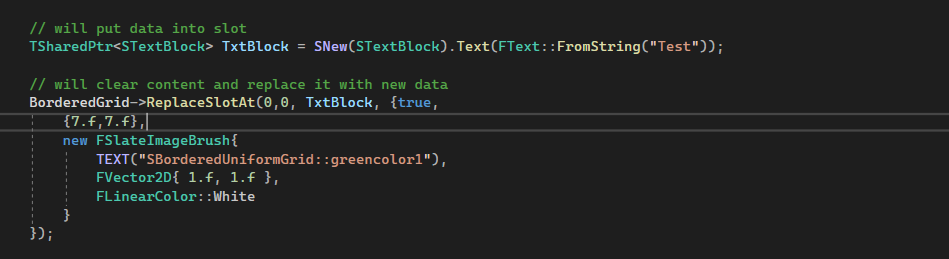 // will put data into slot
TSharedPtr<STextBlock> TxtBlock = SNew(STextBlock).Text(FText::FromString("Test"));
// will clear content and replace it with new data
BorderedGrid->ReplaceSlotAt(0,0, TxtBlock, {true,
{7.f,7.f},
new FSlateImageBrush{
TEXT("SBorderedUniformGrid::greencolor1"),
FVector2D{ 1.f, 1.f },
FLinearColor::White
}
});